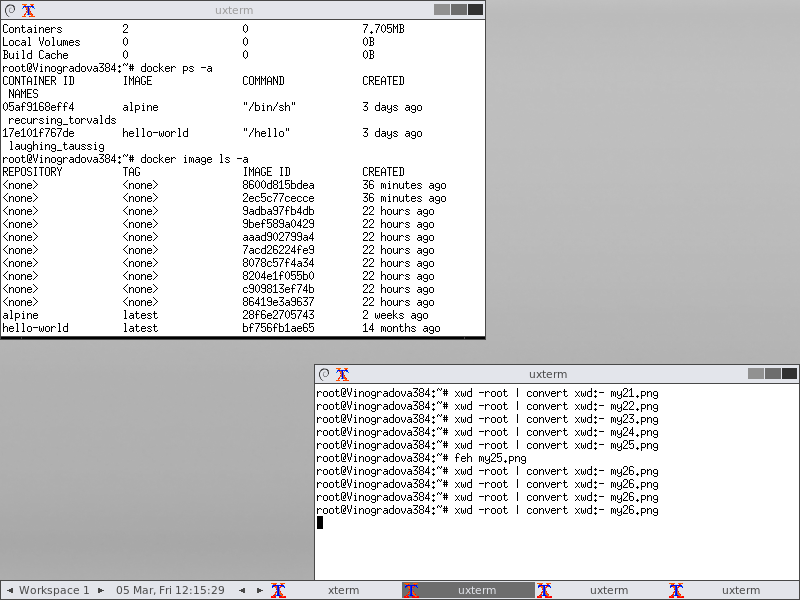 uxterm
Containers 2 0 7.705MB
Local Volumes 0 0 0B
Build Cache 0 0 0B
root@Vinogradova384:~# docker ps -a
CONTAINER ID IMAGE COMMAND CREATED
NAMES
05af9168eff4 alpine "/bin/sh" 3 days ago
recursing_torvalds
17e101f767de hello-world "/hello" 3 days ago
laughing_taussig
root@Vinogradova384:~# docker image ls -a
REPOSITORY TAG IMAGE ID CREATED
<none> <none> 8600d815bdea 36 minutes ago
<none> <none> 2ec5c77cecce 36 minutes ago
<none> <none> 9adba97fb4db 22 hours ago
<none> <none> 9bef589a0429 22 hours ago
<none> <none> aaad902799a4 22 hours ago
<none> <none> 7acd26224fe9 22 hours ago
<none> <none> 8078c57f4a34 22 hours ago
<none> <none> 8204e1f055b0 22 hours ago
<none> <none> c909813ef74b 22 hours ago
<none> <none> 86419e3a9637 22 hours ago
alpine latest 28f6e2705743 2 weeks ago
hello-world latest bf756fb1ae65 14 months ago
uxterm
root@Vinogradova384:~# xwd -root | convert xwd:- my21.png
root@Vinogradova384:~# xwd -root | convert xwd:- my22.png
root@Vinogradova384:~# xwd -root | convert xwd:- my23.png
root@Vinogradova384:~# xwd -root | convert xwd:- my24.png
root@Vinogradova384:~# xwd -root | convert xwd:- my25.png
root@Vinogradova384:~# feh my25.png
root@Vinogradova384:~# xwd -root | convert xwd:- my26.png
root@Vinogradova384:~# xwd -root | convert xwd:- my26.png
root@Vinogradova384:~# xwd -root | convert xwd:- my26.png
root@Vinogradova384:~# xwd -root | convert xwd:- my26.png
Workspace 1 05 Mar, Fri 12:15:29 xterm uxterm uxterm uxterm